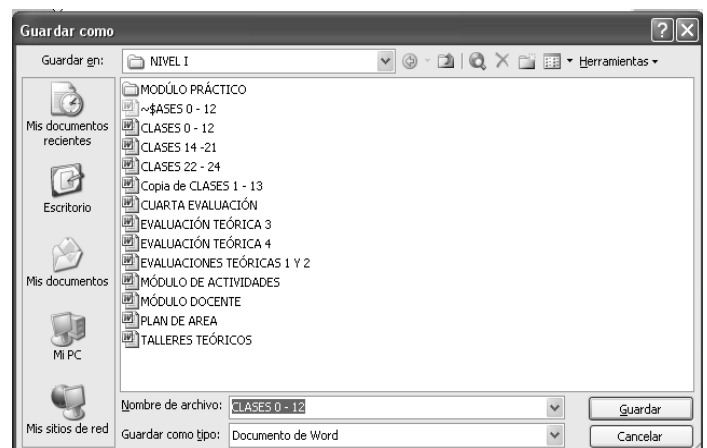 Guardar como
Guardar en: NIVEL I Herramientas
MODÚLO PRÁCTICO
~$ASES 0 - 12
CLASES 0 - 12
CLASES 14 -21
CLASES 22 - 24
Copia de CLASES 1 - 13
CUARTA EVALUACIÓN
EVALUACIÓN TEÓRICA 3
EVALUACIÓN TEÓRICA 4
EVALUACIONES TEÓRICAS 1 Y 2
MÓDULO DE ACTIVIDADES
MÓDULO DOCENTE
PLAN DE AREA
TALLERES TEÓRICOS
Mis documentos
recientes
Escritorio
Mis documentos
Mi PC
Mis sitios de red
Nombre de archivo: CLASES 0 - 12 Guardar
Guardar como tipo: Documento de Word Cancelar